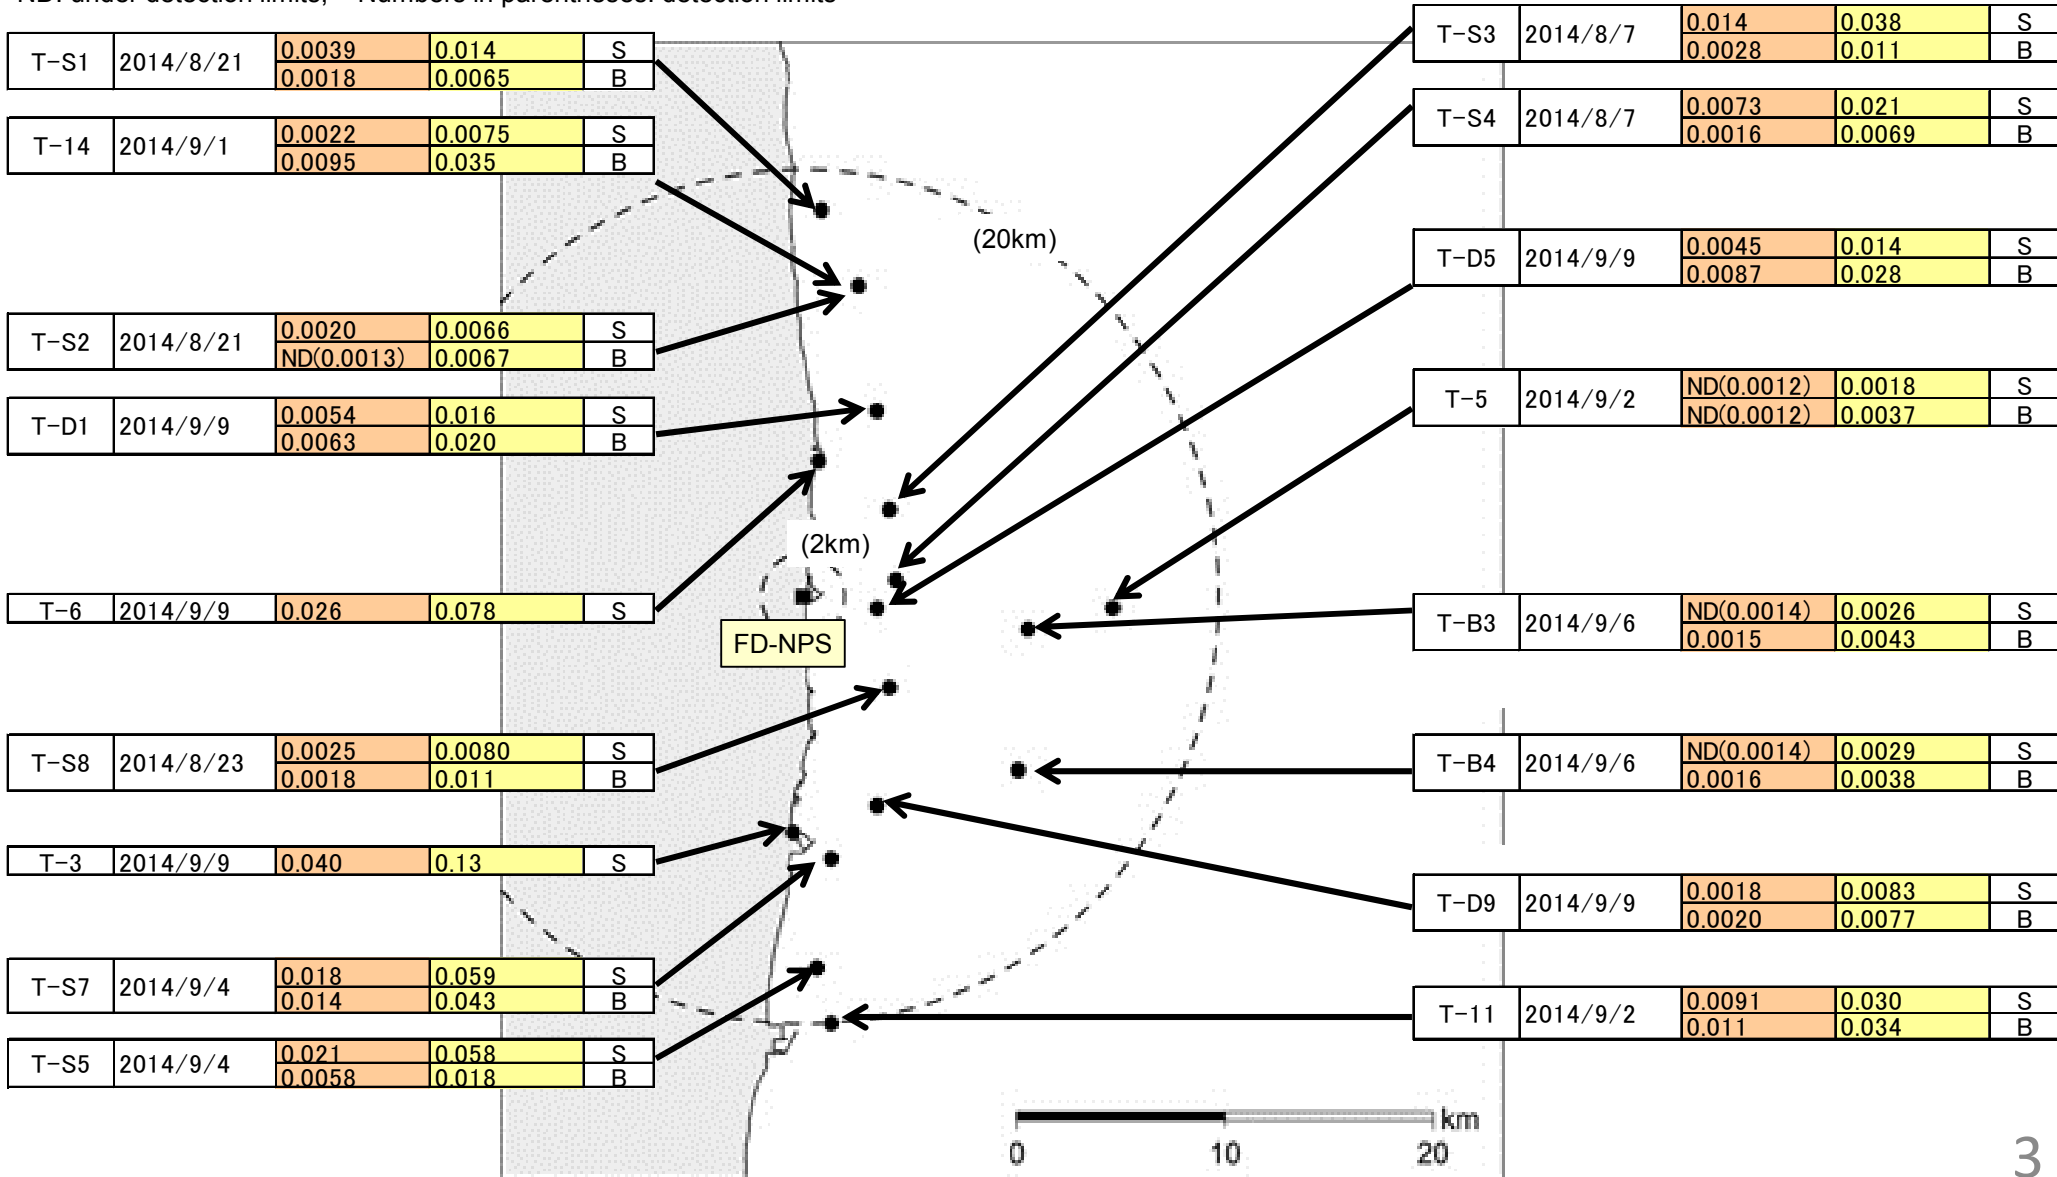 ND: under detection limits, Numbers in parentheses: detection limits
T-S1 2014/8/21 0.0039 0.014 S
0.0018 0.0065 B
T-14 2014/9/1 0.0022 0.0075 S
0.0095 0.035 B
T-S2 2014/8/21 0.0020 0.0066 S
ND(0.0013) 0.0067 B
T-D1 2014/9/9 0.0054 0.016 S
0.0063 0.020 B
T-6 2014/9/9 0.026 0.078 S
T-S8 2014/8/23 0.0025 0.0080 S
0.0018 0.011 B
T-3 2014/9/9 0.040 0.13 S
T-S7 2014/9/4 0.018 0.059 S
0.014 0.043 B
T-S5 2014/9/4 0.021 0.058 S
0.0058 0.018 B
(20km)
(2km)
FD-NPS
T-S3 2014/8/7 0.014 0.038 S
0.0028 0.011 B
T-S4 2014/8/7 0.0073 0.021 S
0.0016 0.0069 B
T-D5 2014/9/9 0.0045 0.014 S
0.0087 0.028 B
T-5 2014/9/2 ND(0.0012) 0.0018 S
ND(0.0012) 0.0037 B
T-B3 2014/9/6 ND(0.0014) 0.0026 S
0.0015 0.0043 B
T-B4 2014/9/6 ND(0.0014) 0.0029 S
0.0016 0.0038 B
T-D9 2014/9/9 0.0018 0.0083 S
0.0020 0.0077 B
T-11 2014/9/2 0.0091 0.030 S
0.011 0.034 B
km
0 10 20
3